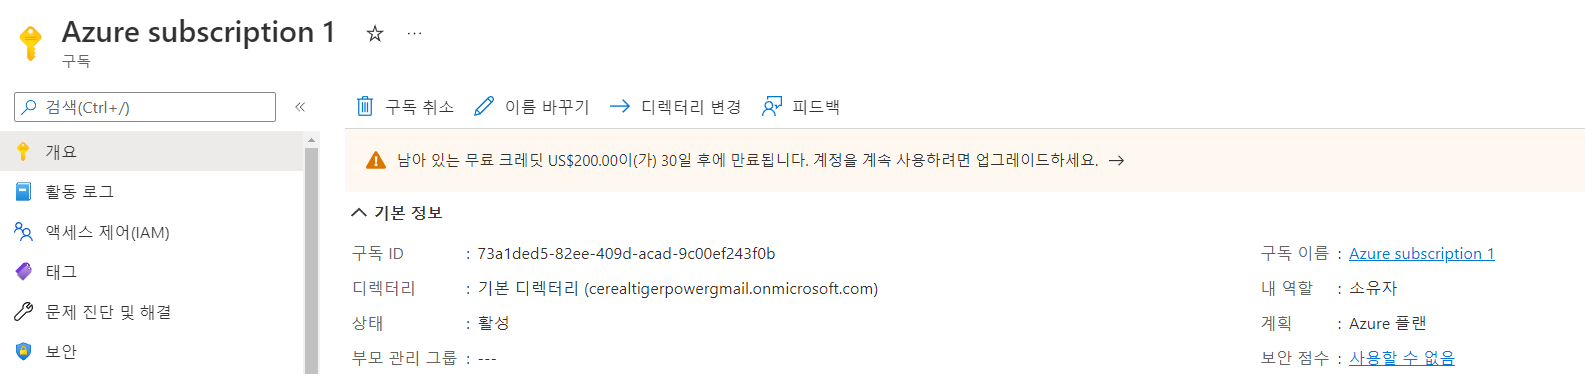 Azure subscription 1 ☆ ···
구독
검색(Ctrl+/) «
구독 취소 이름 바꾸기 디렉터리 변경 피드백
개요
활동 로그
액세스 제어(IAM)
태그
문제 진단 및 해결
보안
남아 있는 무료 크레딧 US$200.00이(가) 30일 후에 만료됩니다. 계정을 계속 사용하려면 업그레이드하세요. →
기본 정보
구독 ID : 73a1ded5-82ee-409d-acad-9c00ef243f0b
디렉터리 : 기본 디렉터리 (cerealtigerpowergmail.onmicrosoft.com)
상태 : 활성
부모 관리 그룹 : ---
구독 이름 : Azure subscription 1
내 역할 : 소유자
계획 : Azure 플랜
보안 점수 : 사용할 수 없음